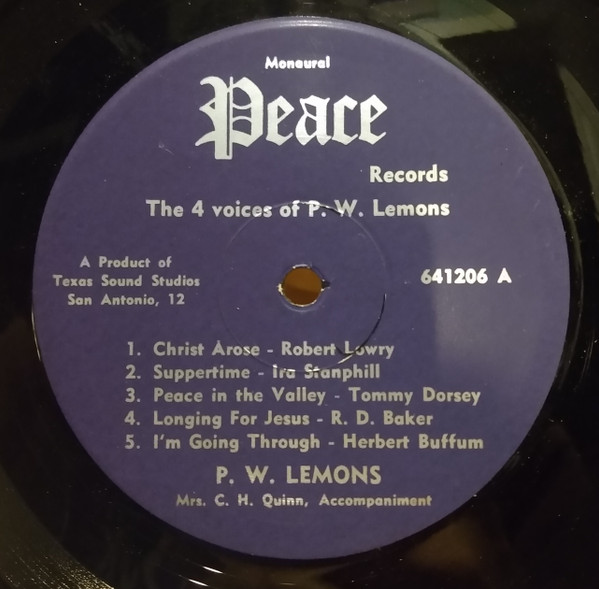 Monaural
Peace
Records
The 4 voices of P. W. Lemons
A Product of
Texas Sound Studios
San Antonio, 12
641206 A
1. Christ Arose - Robert Lowry
2. Suppertime - Ira Stanphill
3. Peace in the Valley - Tommy Dorsey
4. Longing For Jesus - R. D. Baker
5. I'm Going Through - Herbert Buffum
P. W. LEMONS
Mrs. C. H. Quinn, Accompaniment